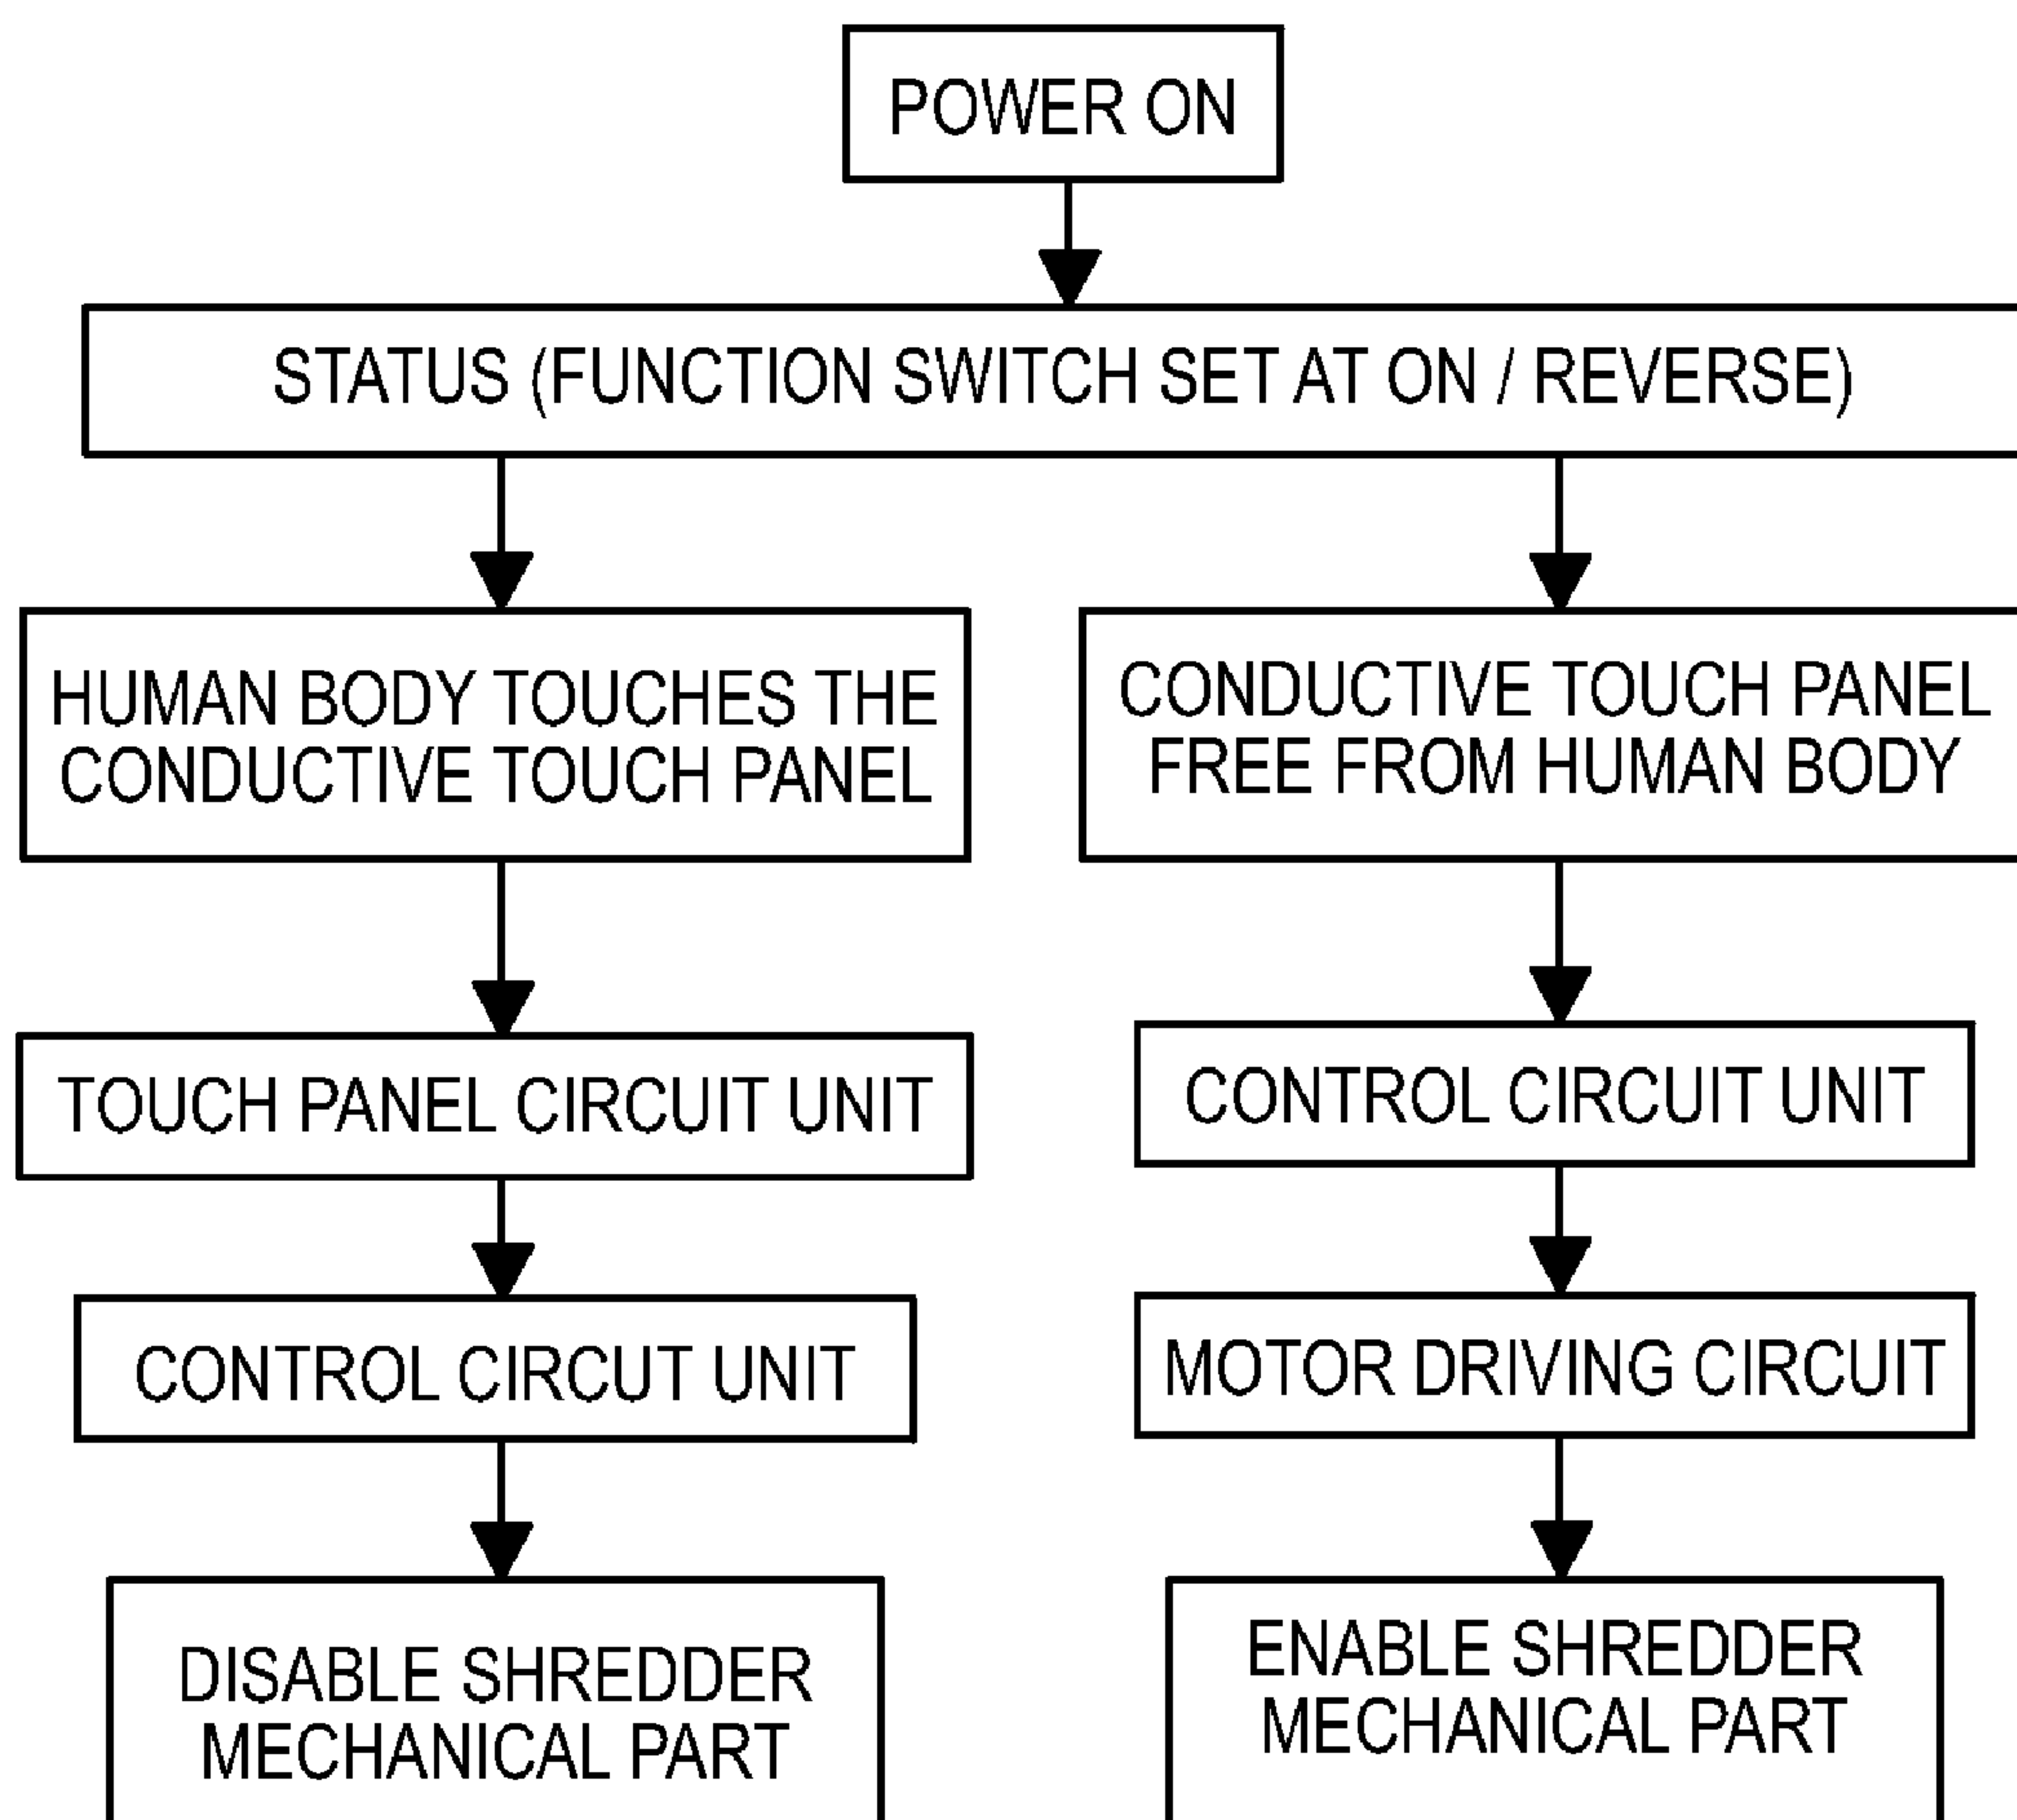 POWER ON
STATUS (FUNCTION SWITCH SET AT ON / REVERSE)
HUMAN BODY TOUCHES THE
CONDUCTIVE TOUCH PANEL
TOUCH PANEL CIRCUIT UNIT
CONTROL CIRCUT UNIT
DISABLE SHREDDER
MECHANICAL PART
CONDUCTIVE TOUCH PANEL
FREE FROM HUMAN BODY
CONTROL CIRCUIT UNIT
MOTOR DRIVING CIRCUIT
ENABLE SHREDDER
MECHANICAL PART